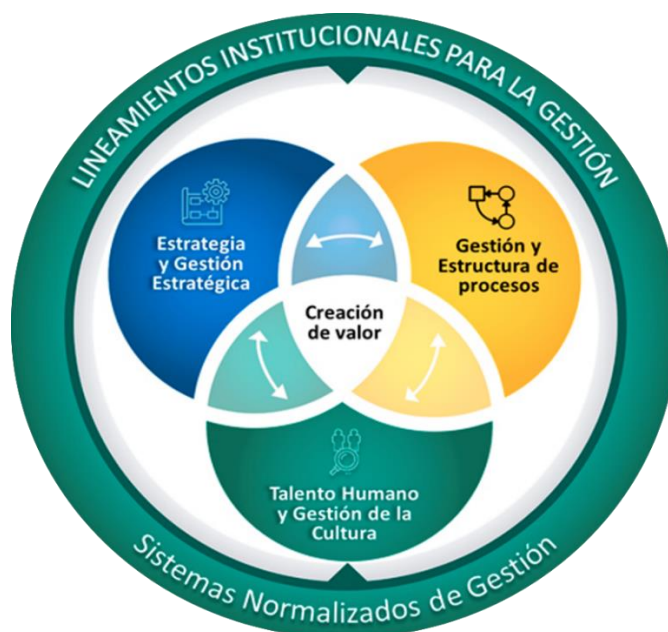 LINEAMIENTOS INSTITUCIONALES PARA LA GESTIÓN
Estrategia
y Gestión
Estratégica
Gestión y
Estructura de
procesos
Creación
de valor
Talento Humano
y Gestión de la
Cultura
Sistemas Normalizados de Gestión